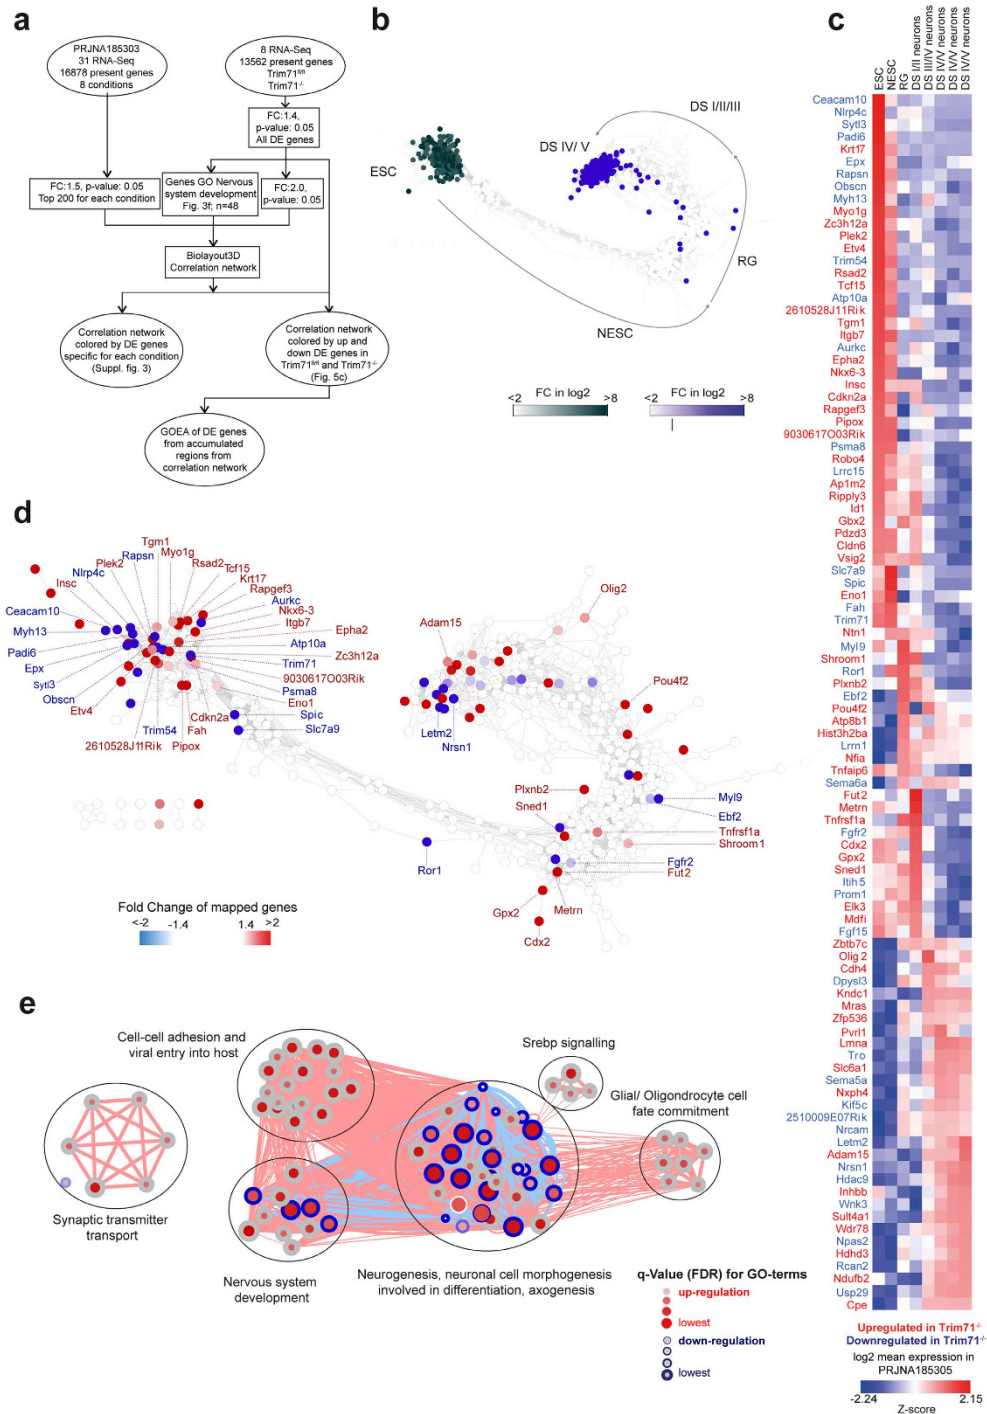 a
PRJNA185303
31 RNA-Seq
16878 present genes
8 conditions
8 RNA-Seq
13562 present genes
Trim71fl/fl
Trim71-/-
FC:1.4,
p-value: 0.05
All DE genes
FC:1.5, p-value: 0.05
Top 200 for each condition
Genes GO Nervous
system development
Fig. 3f; n=48
FC:2.0,
p-value: 0.05
Biolayout3D
Correlation network
Correlation network
colored by DE genes
specific for each condition
(Suppl. fig. 3)
Correlation network
colored by up and
down DE genes in
Trim71fl/fl and Trim71-/-
(Fig. 5c)
GOEA of DE genes
from accumulated
regions from
correlation network
b
ESC
DS IV/ V
DS I/II/III
RG
NESC
FC in log2
<2
>8
FC in log2
<2
>8
c
ESC
NESC
RG
DS I/II neurons
DS III/IV neurons
DS IV/V neurons
DS IV/V neurons
DS IV/V neurons
Ceacam10
Nlrp4c
Sytl3
Padi6
Krt17
Epx
Rapsn
Obscn
Myh13
Myo1g
Zc3h12a
Plek2
Etv4
Trim54
Rsad2
Tcf15
Atp10a
2610528J11Rik
Tgm1
Itgb7
Aurkc
Epha2
Nkx6-3
Insc
Cdkn2a
Rapgef3
Pipox
9030617O03Rik
Psma8
Robo4
Lrrc15
Ap1m2
Ripply3
Id1
Gbx2
Pdzd3
Cldn6
Vsig2
Slc7a9
Spic
Eno1
Fah
Trim71
Ntn1
Myl9
Shroom1
Ror1
Plxnb2
Ebf2
Pou4f2
Atp8b1
Hist3h2ba
Lrrn1
Nfia
Tnfaip6
Sema6a
Fut2
Metrn
Tnfrsf1a
Fgfr2
Cdx2
Gpx2
Sned1
Itih5
Prom1
Elk3
Mdfi
Fgf15
Zbtb7c
Olig 2
Cdh4
Dpysl3
Kndc1
Mras
Zfp536
Pvrl1
Lmna
Tro
Slc6a1
Sema5a
Nxph4
Kif5c
2510009E07Rik
Nrcam
Letm2
Adam15
Nrsn1
Hdac9
Inhbb
Wnk3
Sult4a1
Wdr78
Npas2
Hdhd3
Rcan2
Ndufb2
Usp29
Cpe
Upregulated in Trim71-/-
Downregulated in Trim71-/-
log2 mean expression in
PRJNA185305
-2.24
2.15
Z-score
d
Tgm1
Rapsn
Myo1g
Plek2
Rsad2
Nlrp4c
Tcf15
Insc
Krt17
Rapgef3
Ceacam10
Aurkc
Nkx6-3
Myh13
Itgb7
Epha2
Padi6
Atp10a
Epx
Zc3h12a
Trim71
Sytl3
9030617O03Rik
Obscn
Psma8
Etv4
Eno1
Cdkn2a
Spic
Trim54
Fah
Slc7a9
2610528J11Rik
Pipox
Olig2
Adam15
Pou4f2
Letm2
Nrsn1
Plxnb2
Sned1
Myl9
Ebf2
Tnfrsf1a
Shroom1
Ror1
Fgfr2
Fut2
Gpx2
Metrn
Cdx2
Fold Change of mapped genes
<-2
-1.4
1.4
>2
e
Cell-cell adhesion and
viral entry into host
Srebp signalling
Glial/ Oligondrocyte cell
fate commitment
Synaptic transmitter
transport
Nervous system
development
Neurogenesis, neuronal cell morphogenesis
involved in differentiation, axogenesis
q-Value (FDR) for GO-terms
up-regulation
lowest
down-regulation
lowest